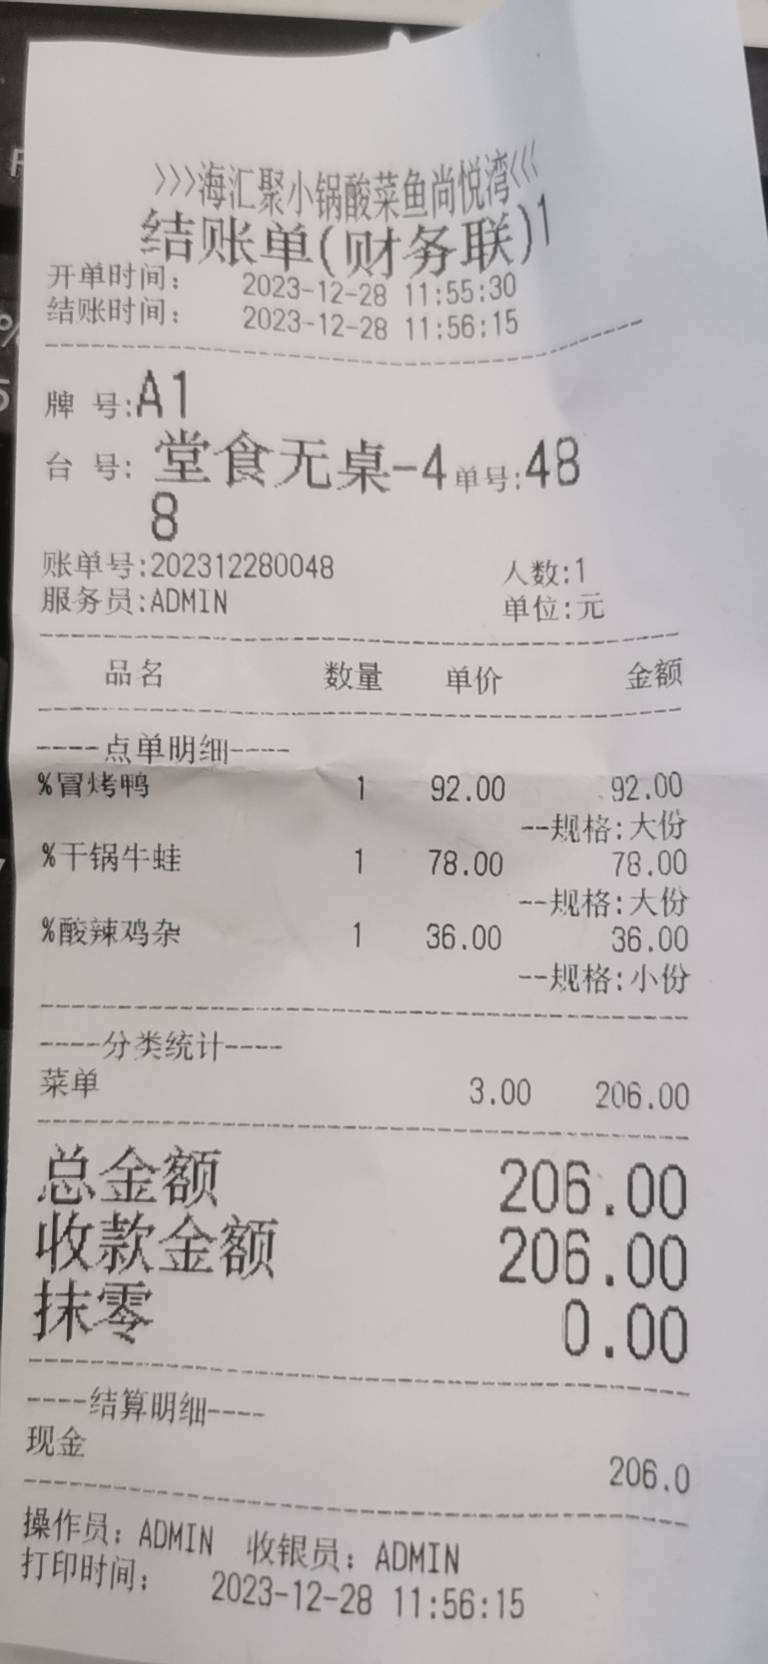 >>>海汇聚小锅酸菜鱼尚悦湾<<<
结账单(财务联)1
开单时间: 2023-12-28 11:55:30
结账时间: 2023-12-28 11:56:15
牌 号:A1
台 号: 堂食无桌-4 单号:48
8
账单号:202312280048 人数:1
服务员:ADMIN 单位:元
品名 数量 单价 金额
----点单明细----
%冒烤鸭 1 92.00 92.00
--规格:大份
%干锅牛蛙 1 78.00 78.00
--规格:大份
%酸辣鸡杂 1 36.00 36.00
--规格:小份
----分类统计----
菜单 3.00 206.00
总金额 206.00
收款金额 206.00
抹零 0.00
----结算明细----
现金 206.0
操作员: ADMIN 收银员: ADMIN
打印时间: 2023-12-28 11:56:15